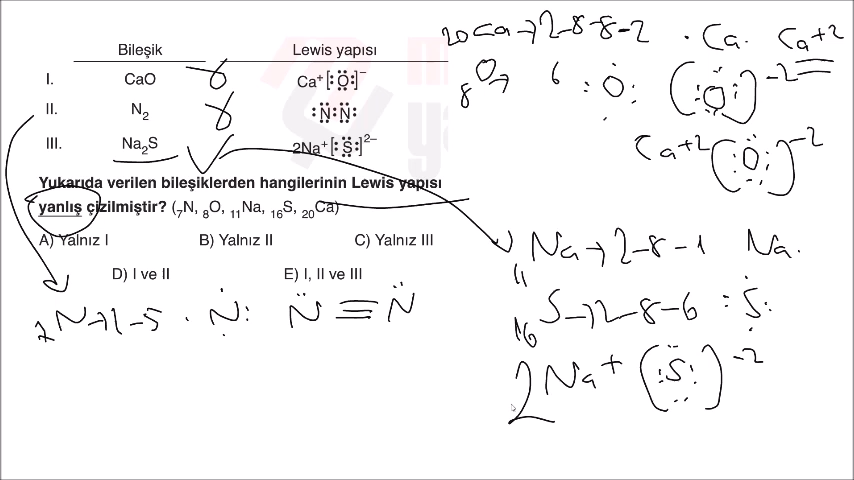 Bileşik Lewis yapısı
I. CaO Ca⁺[:Ö:]⁻
II. N₂ :N̈:N̈:
III. Na₂S 2Na⁺[:S̈:]²⁻
Yukarıda verilen bileşiklerden hangilerinin Lewis yapısı
yanlış çizilmiştir? (₇N, ₈O, ₁₁Na, ₁₆S, ₂₀Ca)
A) Yalnız I B) Yalnız II C) Yalnız III
D) I ve II E) I, II ve III
₇N→2-5 ·N: N≡N
₂₀Ca→2-8-8-2 ·Ca· Ca+2
₈O→ 6 :O: (:O:)-2
Ca+2(:O:)-2
₁₁Na→2-8-1 Na·
₁₆S→2-8-6 :S:
2Na+ (:S:)-2